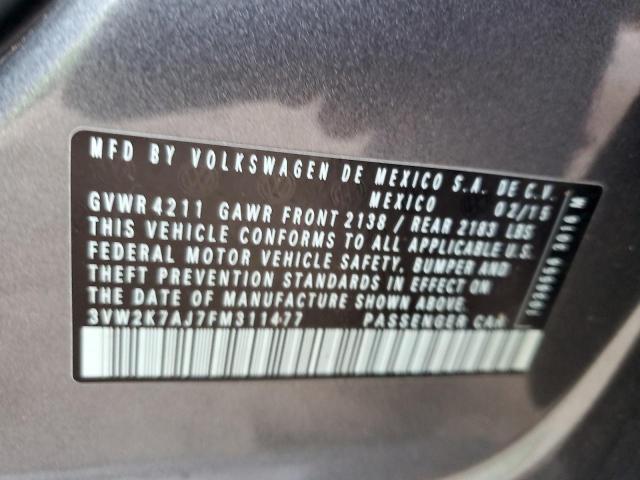 MFD BY VOLKSWAGEN DE MEXICO S.A. DE C.V.
MEXICO 02/15
GVWR 4211 GAWR FRONT 2138 / REAR 2183 LBS
THIS VEHICLE CONFORMS TO ALL APPLICABLE U.S.
FEDERAL MOTOR VEHICLE SAFETY, BUMPER AND
THEFT PREVENTION STANDARDS IN EFFECT ON
THE DATE OF MANUFACTURE SHOWN ABOVE.
3VW2K7AJ7FM311477 PASSENGER CAR